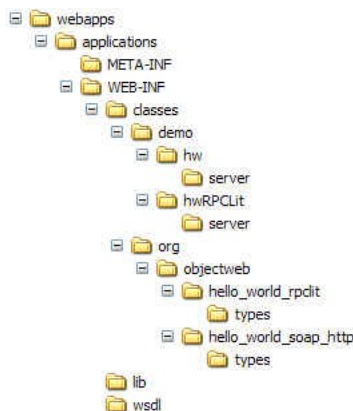 webapps
applications
META-INF
WEB-INF
classes
demo
hw
server
hwRPCLit
server
org
objectweb
hello_world_rpclit
types
hello_world_soap_http
types
lib
wsdl